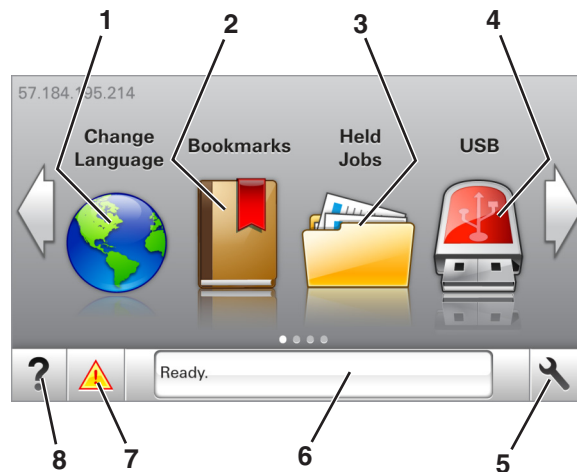 1 2 3 4
57.184.195.214
Change Language
Bookmarks
Held Jobs
USB
? Ready.
8 7 6 5